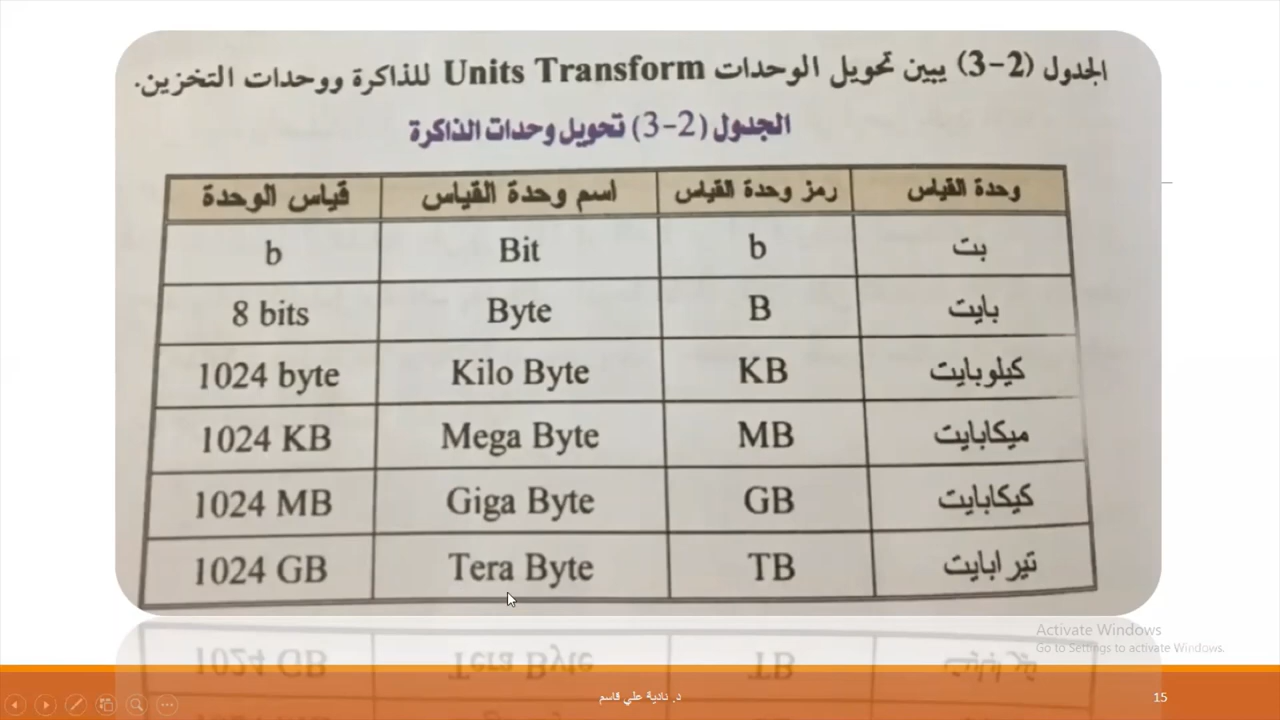 الجدول (2-3) يبين تحويل الوحدات Units Transform للذاكرة ووحدات التخزين.
الجدول (2-3) تحويل وحدات الذاكرة
وحدة القياس رمز وحدة القياس اسم وحدة القياس قياس الوحدة
بت b Bit b
بايت B Byte 8 bits
كيلوبايت KB Kilo Byte 1024 byte
ميكابايت MB Mega Byte 1024 KB
كيكابايت GB Giga Byte 1024 MB
تيرابايت TB Tera Byte 1024 GB
Activate Windows
Go to Settings to activate Windows.
د. نادية علي قاسم
15